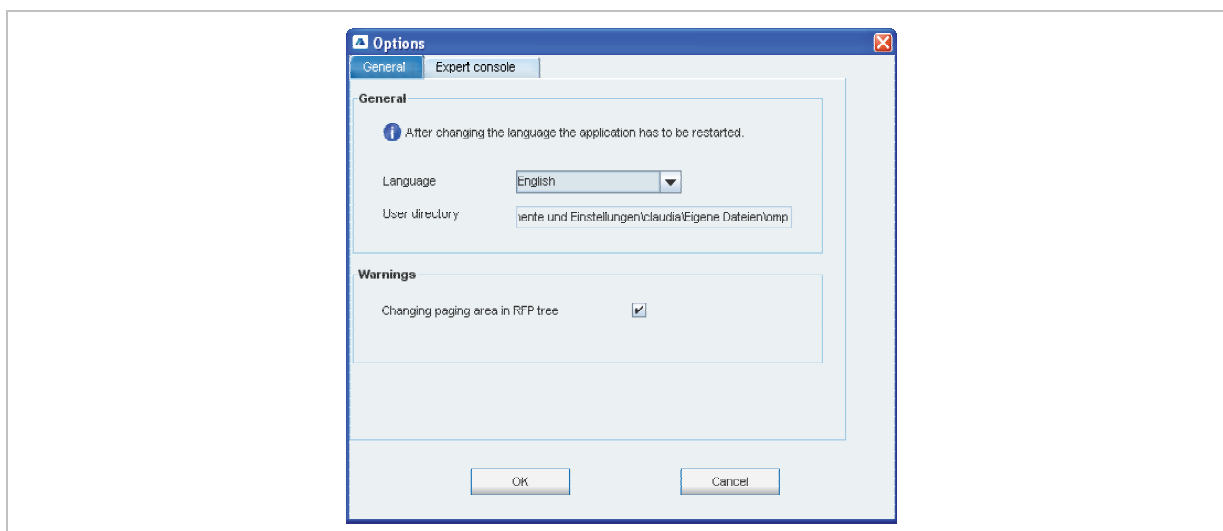 Options
General Expert console
General
After changing the language the application has to be restarted.
Language English
User directory nente und Einstellungen\claudia\Eigene Dateien\omp
Warnings
Changing paging area in RFP tree
OK Cancel